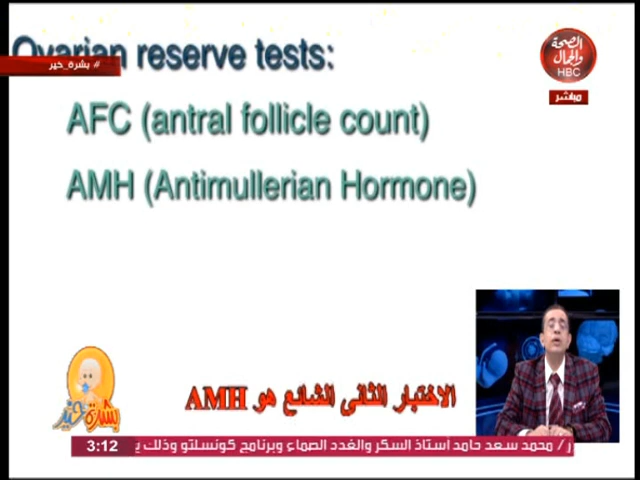 Ovarian reserve tests:
# بشرة_خير
الصحة
والجمال
HBC
مباشر
AFC (antral follicle count)
AMH (Antimullerian Hormone)
الاختبار الثانى الشائع هو AMH
بشرة خير
3:12
ر/ محمد سعد حامد أستاذ السكر والغدد الصماء وبرنامج كونسلتو وذلك ي